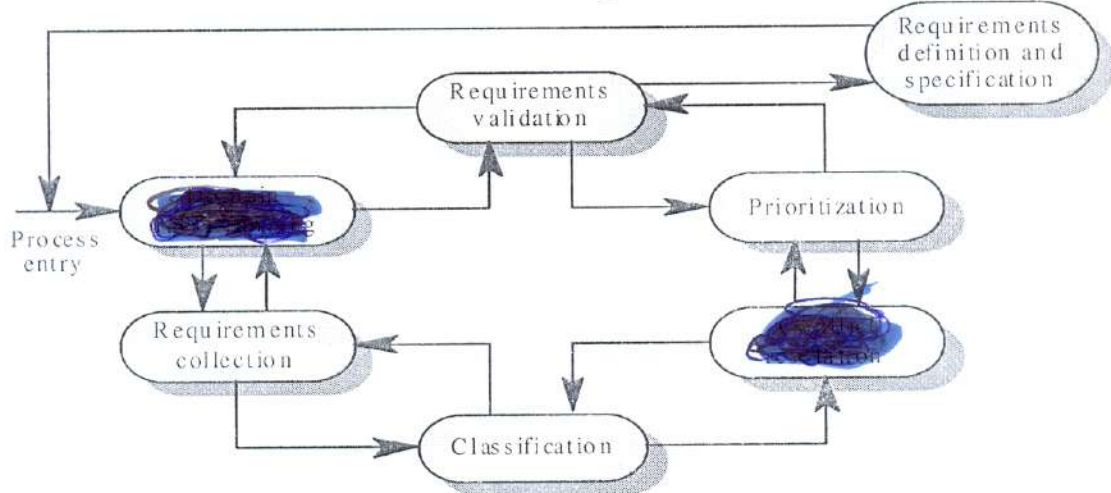 Requirements
definition and
specification
Requirements
validation
Prioritization
Process
entry
Requirements
collection
Classification